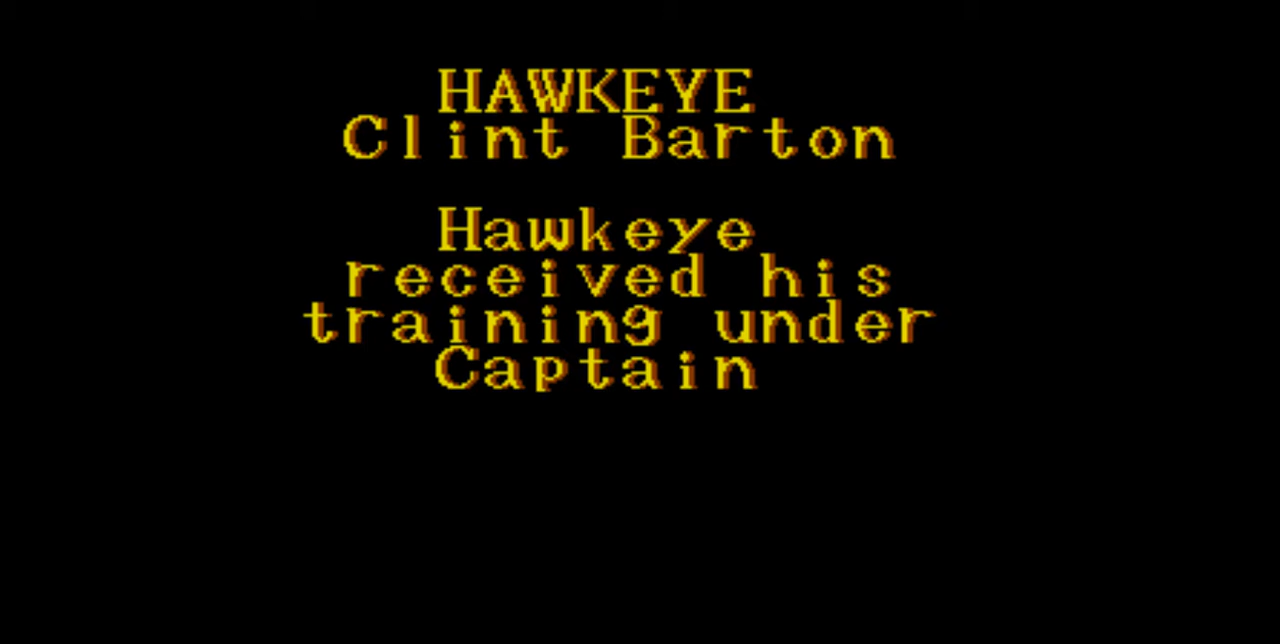 HAWKEYE
Clint Barton
Hawkeye
received his
training under
Captain